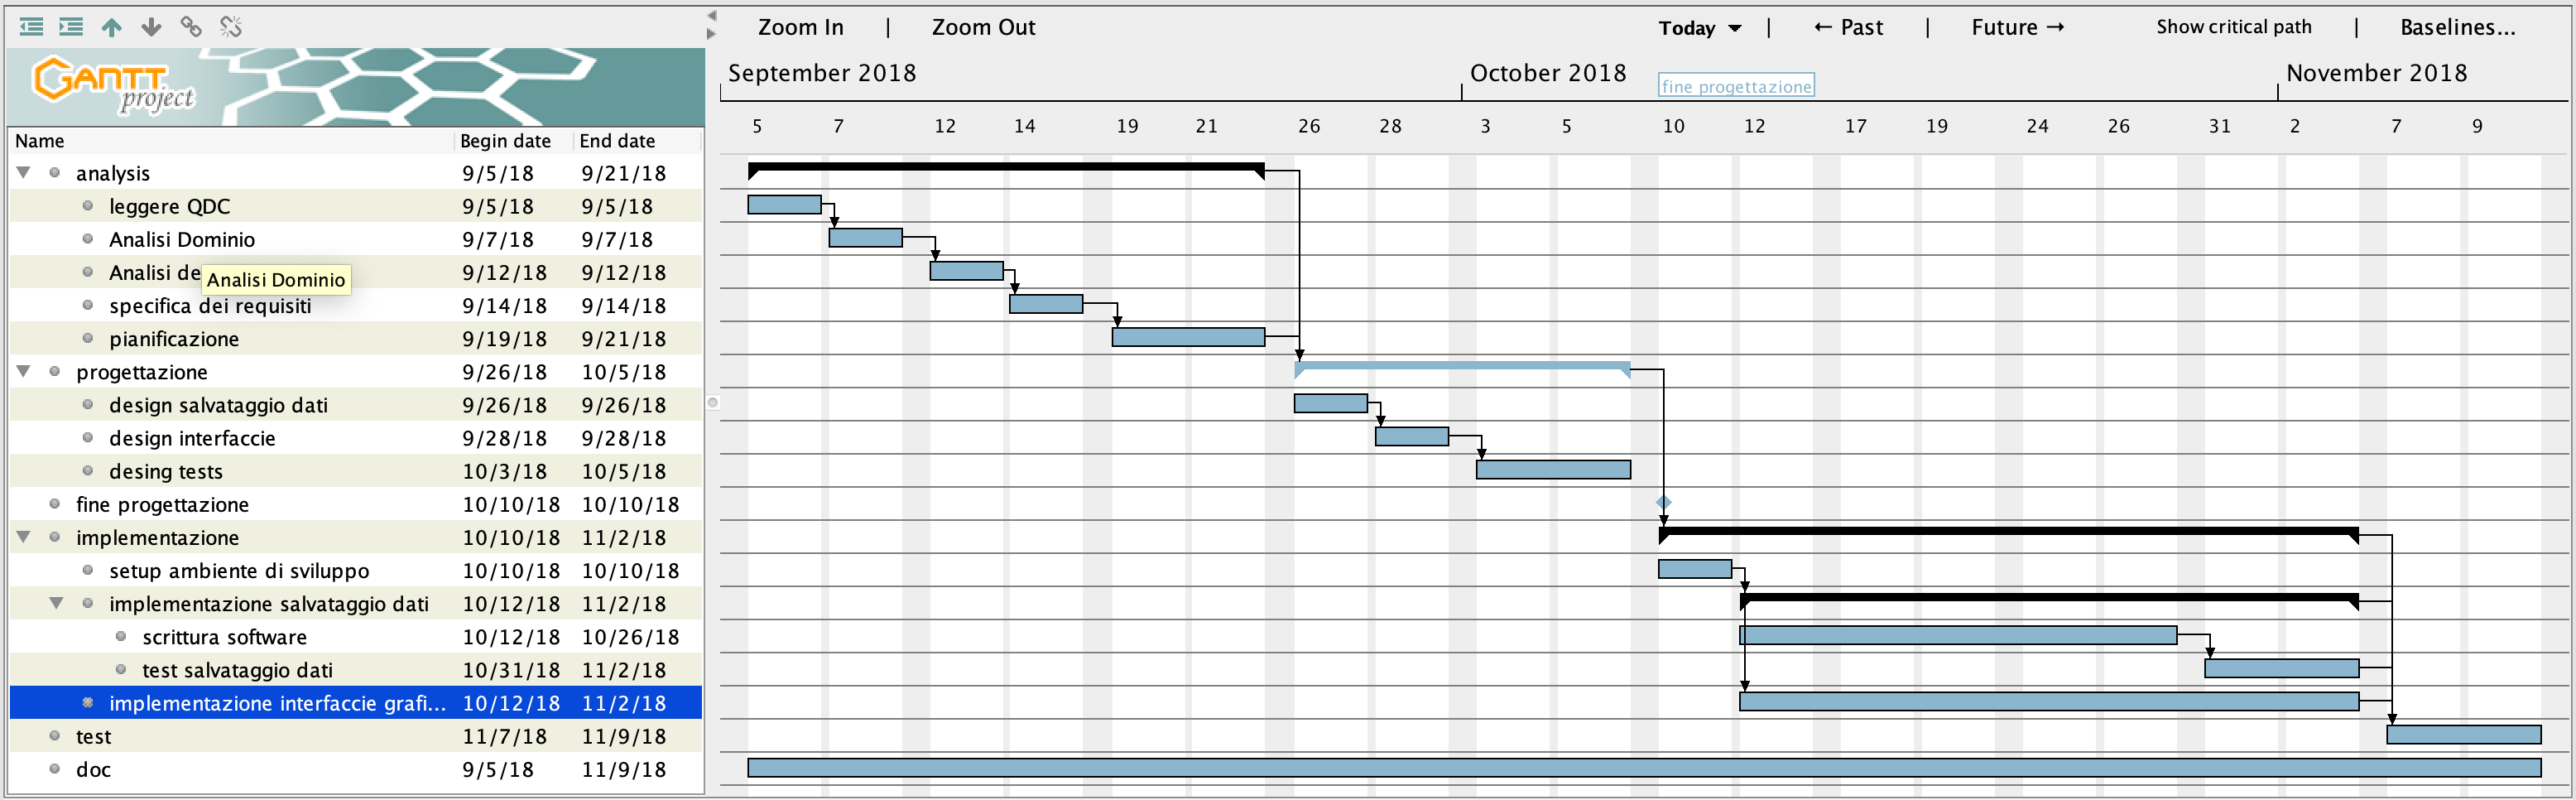 Zoom In | Zoom Out Today | ← Past | Future → Show critical path | Baselines...
GANTT project
September 2018 October 2018 November 2018
fine progettazione
5 7 12 14 19 21 26 28 3 5 10 12 17 19 24 26 31 2 7 9
Name Begin date End date
analysis 9/5/18 9/21/18
leggere QDC 9/5/18 9/5/18
Analisi Dominio 9/7/18 9/7/18
Analisi de 9/12/18 9/12/18
Analisi Dominio
specifica dei requisiti 9/14/18 9/14/18
pianificazione 9/19/18 9/21/18
progettazione 9/26/18 10/5/18
design salvataggio dati 9/26/18 9/26/18
design interfaccie 9/28/18 9/28/18
desing tests 10/3/18 10/5/18
fine progettazione 10/10/18 10/10/18
implementazione 10/10/18 11/2/18
setup ambiente di sviluppo 10/10/18 10/10/18
implementazione salvataggio dati 10/12/18 11/2/18
scrittura software 10/12/18 10/26/18
test salvataggio dati 10/31/18 11/2/18
implementazione interfaccie grafi... 10/12/18 11/2/18
test 11/7/18 11/9/18
doc 9/5/18 11/9/18